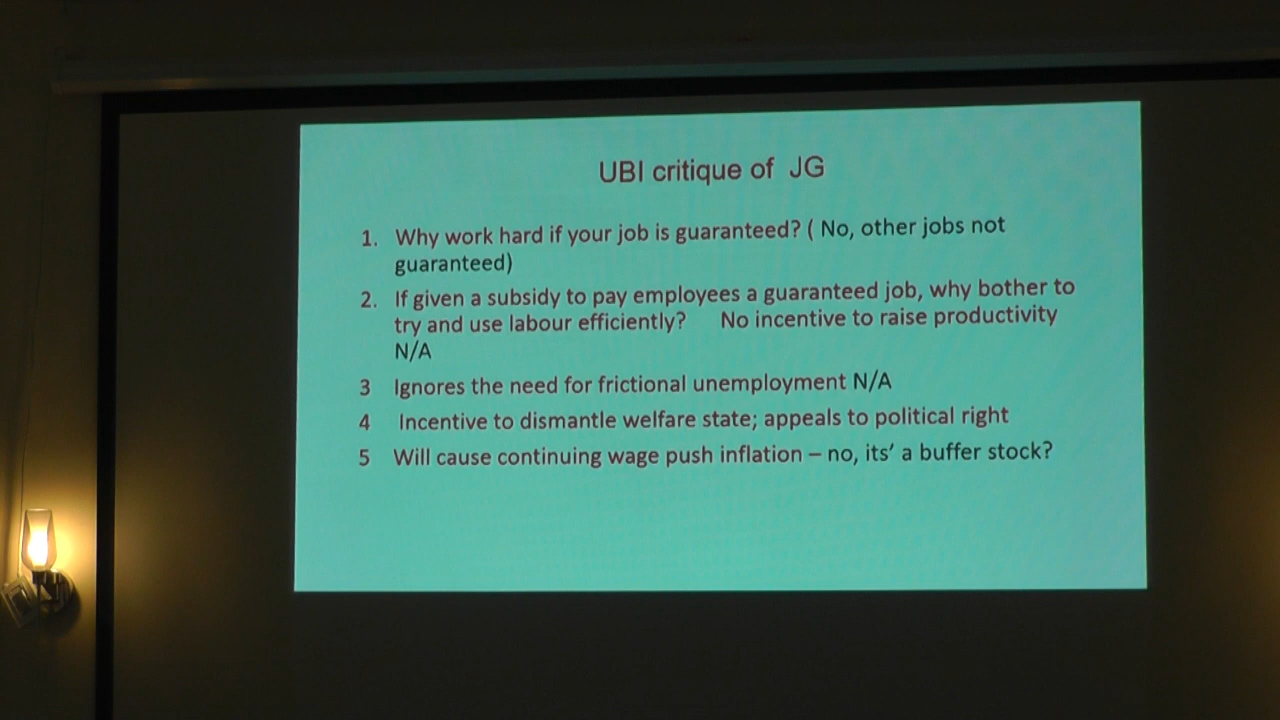 UBI critique of JG
1. Why work hard if your job is guaranteed? ( No, other jobs not
guaranteed)
2. If given a subsidy to pay employees a guaranteed job, why bother to
try and use labour efficiently? No incentive to raise productivity
N/A
3 Ignores the need for frictional unemployment N/A
4 Incentive to dismantle welfare state; appeals to political right
5 Will cause continuing wage push inflation – no, its’ a buffer stock?